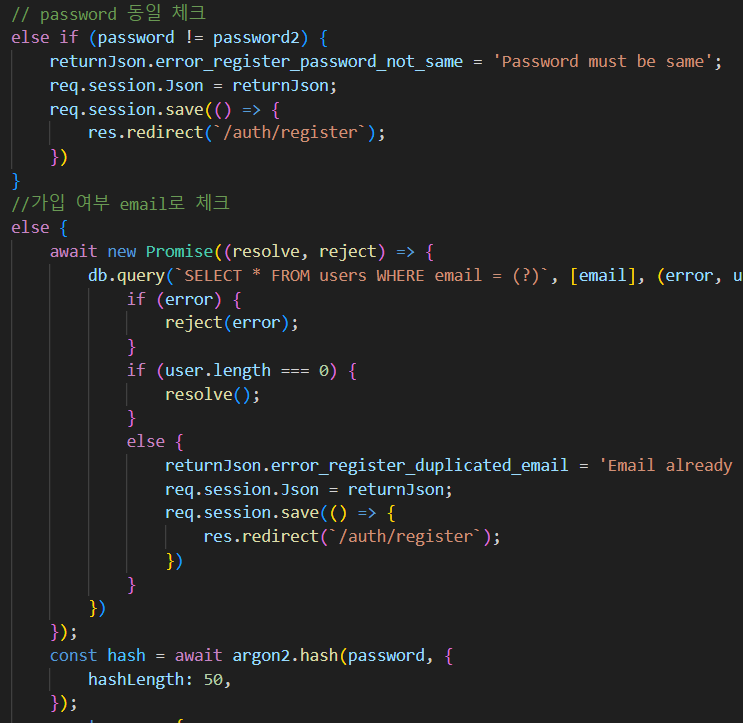 // password 동일 체크
else if (password != password2) {
returnJson.error_register_password_not_same = 'Password must be same';
req.session.Json = returnJson;
req.session.save(() => {
res.redirect(`/auth/register`);
})
}
//가입 여부 email로 체크
else {
await new Promise((resolve, reject) => {
db.query(`SELECT * FROM users WHERE email = (?)`, [email], (error, u
if (error) {
reject(error);
}
if (user.length === 0) {
resolve();
}
else {
returnJson.error_register_duplicated_email = 'Email already
req.session.Json = returnJson;
req.session.save(() => {
res.redirect(`/auth/register`);
})
}
})
});
const hash = await argon2.hash(password, {
hashLength: 50,
});